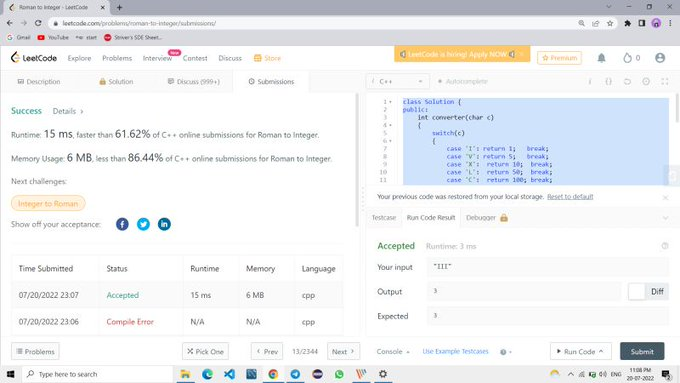 Roman to Integer - LeetCode
leetcode.com/problems/roman-to-integer/submissions/
Gmail YouTube start Striver's SDE Sheet...
LeetCode Explore Problems Interview New Contest Discuss Store
LeetCode is hiring! Apply NOW.
Premium 0
Description Solution Discuss (999+) Submissions
C++ Autocomplete
Success Details >
Runtime: 15 ms, faster than 61.62% of C++ online submissions for Roman to Integer.
Memory Usage: 6 MB, less than 86.44% of C++ online submissions for Roman to Integer.
Next challenges:
Integer to Roman
Show off your acceptance:
Time Submitted Status Runtime Memory Language
07/20/2022 23:07 Accepted 15 ms 6 MB cpp
07/20/2022 23:06 Compile Error N/A N/A cpp
1 class Solution {
2 public:
3 int converter(char c)
4 {
5 switch(c)
6 {
7 case 'I': return 1; break;
8 case 'V': return 5; break;
9 case 'X': return 10; break;
10 case 'L': return 50; break;
11 case 'C': return 100; break;
Your previous code was restored from your local storage. Reset to default
Testcase Run Code Result Debugger
Accepted Runtime: 3 ms
Your input "III"
Output 3 Diff
Expected 3
Problems Pick One < Prev 13/2344 Next >
Console Use Example Testcases Run Code Submit
Type here to search
ENG 11:08 PM
20-07-2022 2